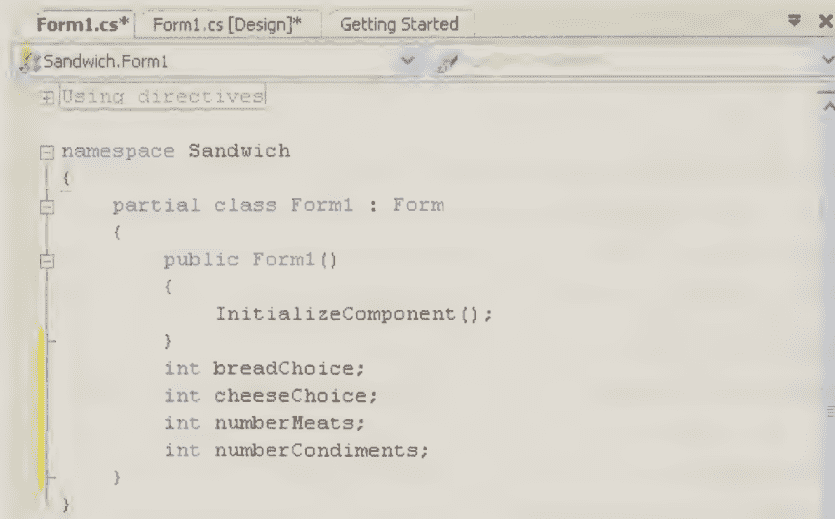 Form1.cs* Form1.cs [Design]* Getting Started
Sandwich.Form1
Using directives
namespace Sandwich
{
partial class Form1 : Form
{
public Form1()
{
InitializeComponent();
}
int breadChoice;
int cheeseChoice;
int numberMeats;
int numberCondiments;
}
}